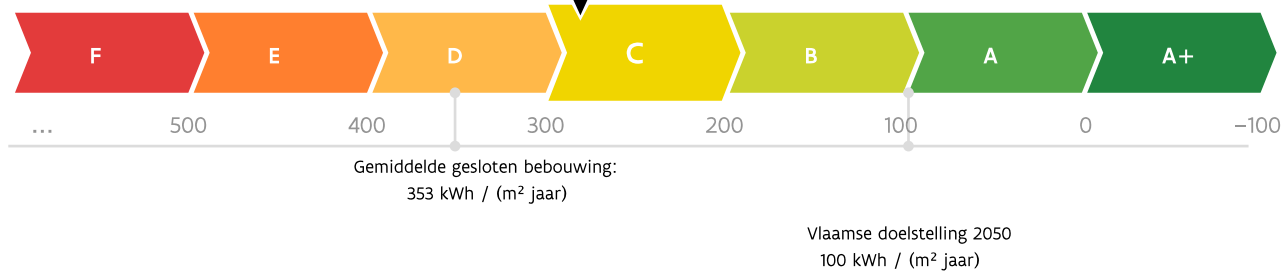 F E D C B A A+
... 500 400 300 200 100 0 –100
Gemiddelde gesloten bebouwing:
353 kWh / (m² jaar)
Vlaamse doelstelling 2050
100 kWh / (m² jaar)